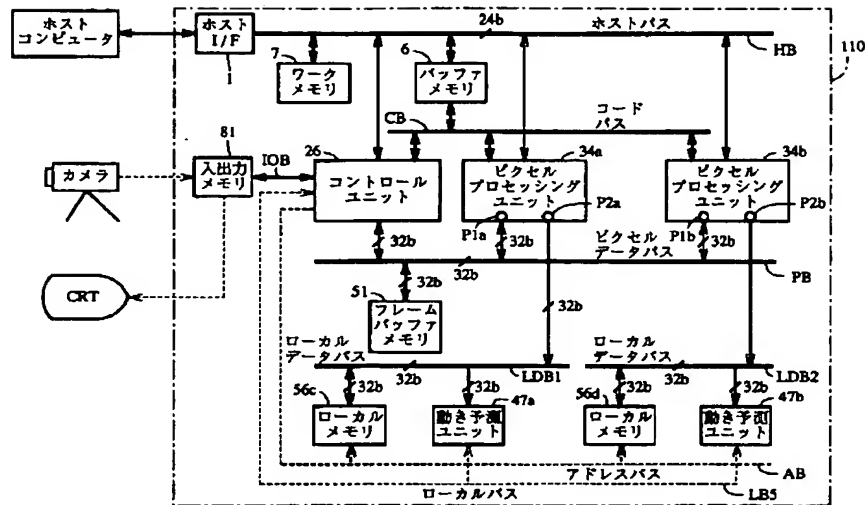 ホスト
コンピュータ
ホスト
I/F
1
24b
ホストバス
HB
110
7
ワーク
メモリ
6
バッファ
メモリ
CB
コード
バス
カメラ
81
入出力
メモリ
IOB
26
コントロール
ユニット
34a
ピクセル
プロセッシング
ユニット
P1a
P2a
34b
ピクセル
プロセッシング
ユニット
P1b
P2b
32b
32b
32b
ピクセル
データバス
32b
PB
CRT
51
32b
フレーム
バッファ
メモリ
32b
ローカル
データバス
32b
LDB1
ローカル
データバス
32b
LDB2
56c
32b
ローカル
メモリ
32b
47a
動き予測
ユニット
56d
32b
ローカル
メモリ
32b
47b
動き予測
ユニット
アドレスバス
AB
ローカルバス
LB5